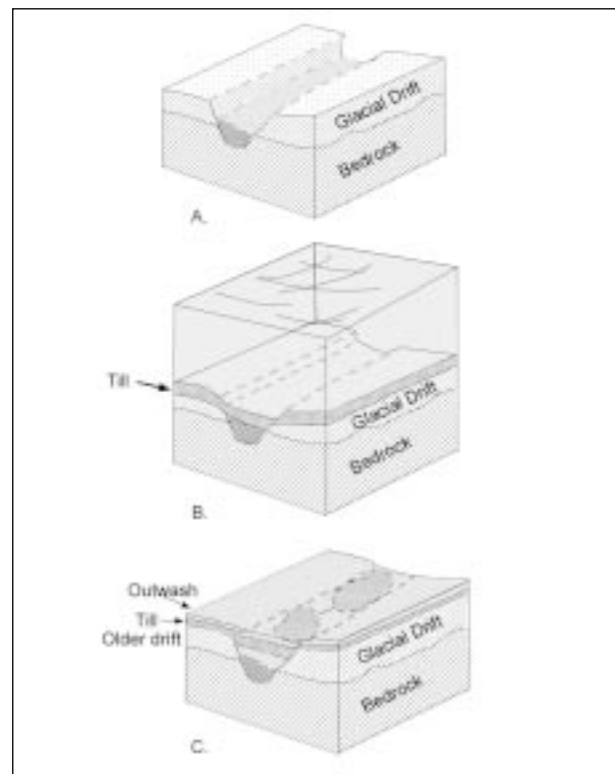 Glacial Drift
Bedrock
A.
Till
Glacial Drift
Bedrock
B.
Outwash
Till
Older drift
Glacial Drift
Bedrock
C.